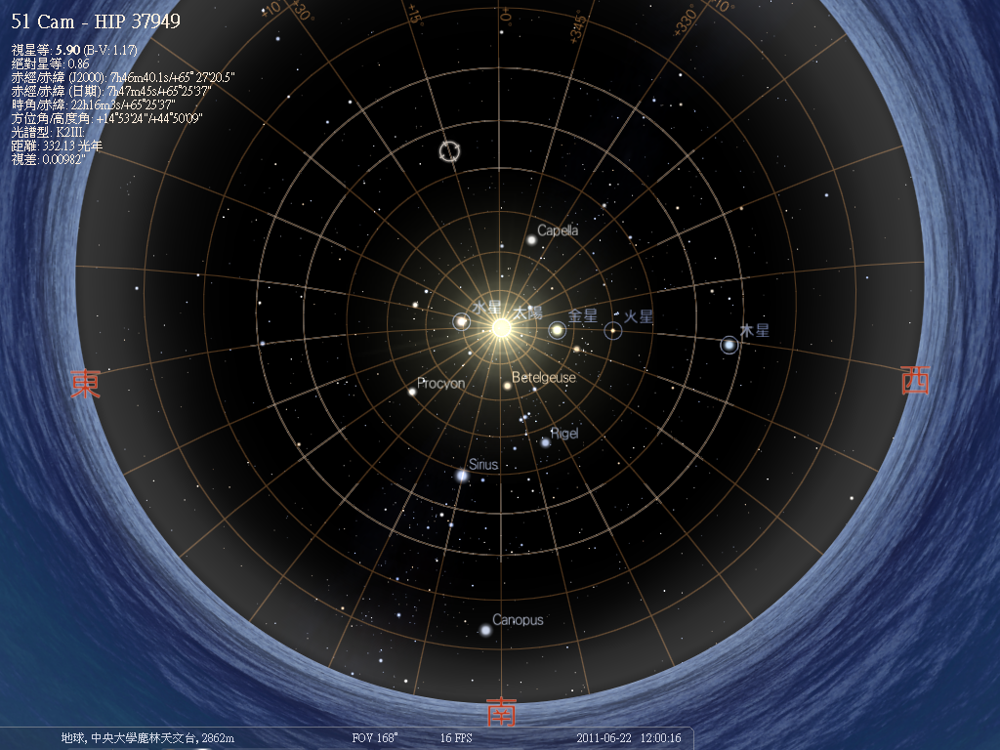 51 Cam - HIP 37949
視星等: 5.90 (B-V: 1.17)
絕對星等: 0.86
赤經/赤緯 (J2000): 7h46m40.1s/+65°27'20.5"
赤經/赤緯 (日期): 7h47m45s/+65°25'37"
時角/赤緯: 22h16m3s/+65°25'37"
方位角/高度角: +14°53'24"/+44°50'09"
光譜型: K2III:
距離: 332.13 光年
視差: 0.00982"
+10°
+30°
+15°
+0°
+345°
+330°
+10°
Capella
水星
太陽
金星
火星
木星
Betelgeuse
Procyon
東
西
Rigel
Sirius
Canopus
南
地球, 中央大學鹿林天文台, 2862m
FOV 168°
16 FPS
2011-06-22 12:00:16